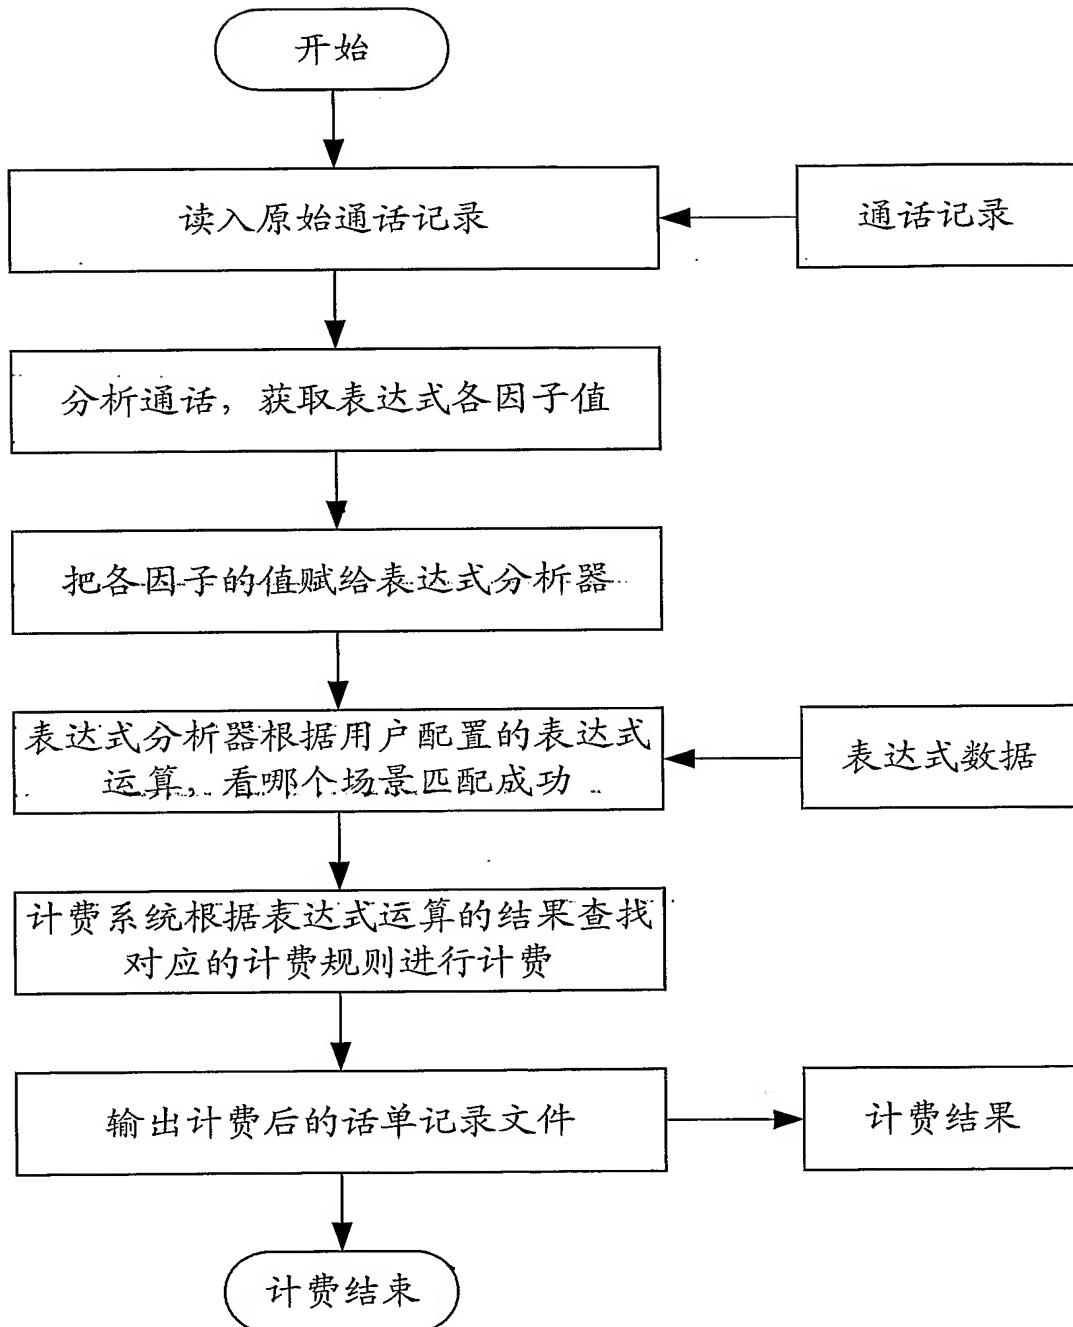 开始
读入原始通话记录
通话记录
分析通话，获取表达式各因子值
把各因子的值赋给表达式分析器
表达式分析器根据用户配置的表达式
运算，看哪个场景匹配成功
表达式数据
计费系统根据表达式运算的结果查找
对应的计费规则进行计费
输出计费后的话单记录文件
计费结果
计费结束